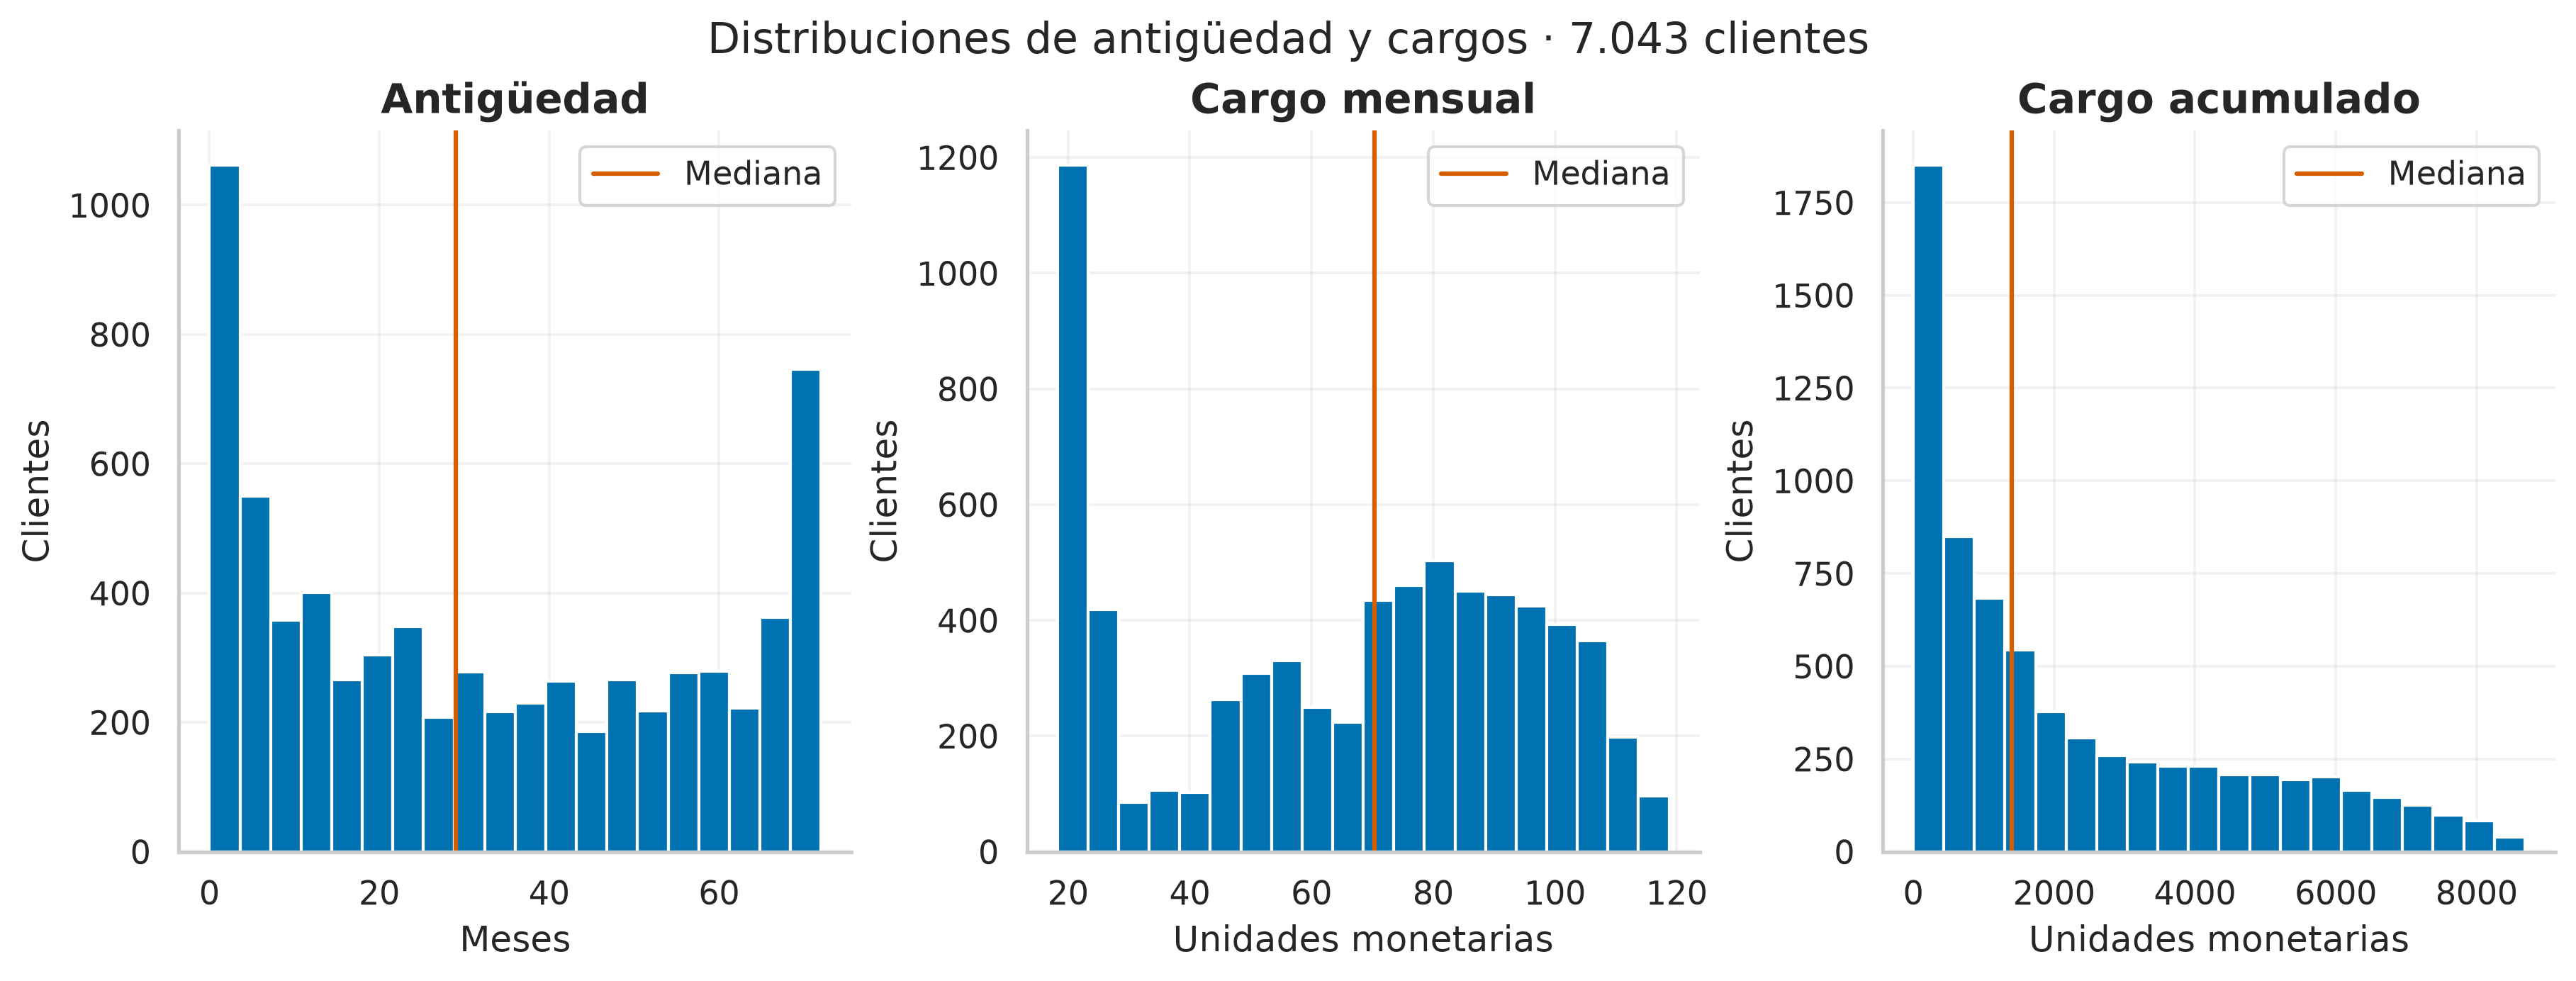 Distribuciones de antigüedad y cargos · 7.043 clientes
Antigüedad
Mediana
1000
800
600
400
200
0
Clientes
0 20 40 60
Meses
Cargo mensual
Mediana
1200
1000
800
600
400
200
0
Clientes
20 40 60 80 100 120
Unidades monetarias
Cargo acumulado
Mediana
1750
1500
1250
1000
750
500
250
0
Clientes
0 2000 4000 6000 8000
Unidades monetarias